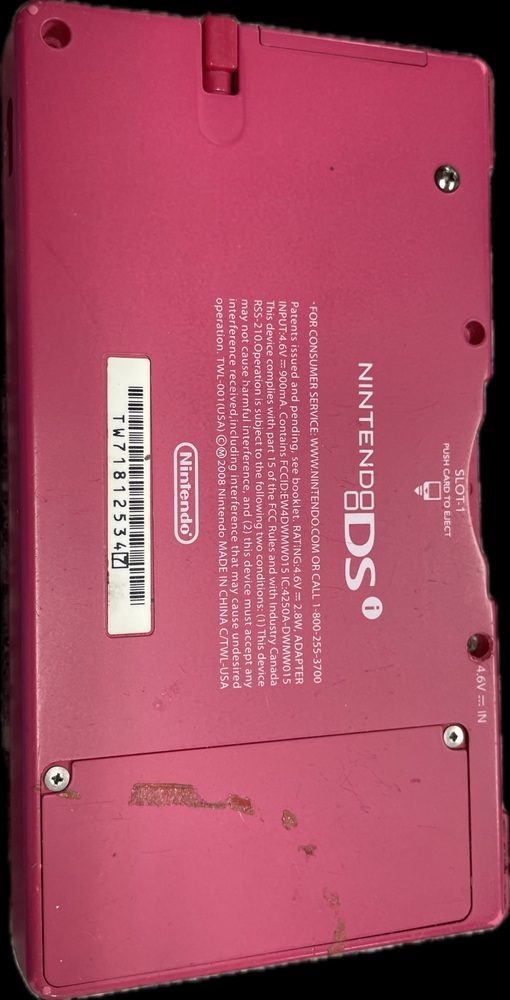 4.6V ⎓ IN
SLOT-1
PUSH CARD TO EJECT
NINTENDO DSi
*FOR CONSUMER SERVICE: WWW.NINTENDO.COM OR CALL 1-800-255-3700
Patents issued and pending, see booklet. RATING:4.6V ⎓ 2.8W, ADAPTER
INPUT:4.6V ⎓ 900mA. Contains FCCID:EW4DWMW015 IC:4250A-DWMW015
This device complies with part 15 of the FCC Rules and with Industry Canada
RSS-210.Operation is subject to the following two conditions: (1) This device
may not cause harmful interference, and (2) this device must accept any
interference received,including interference that may cause undesired
operation. TWL-001(USA) ©Ⓜ 2008 Nintendo MADE IN CHINA C/TWL-USA
Nintendo®
TW718125347